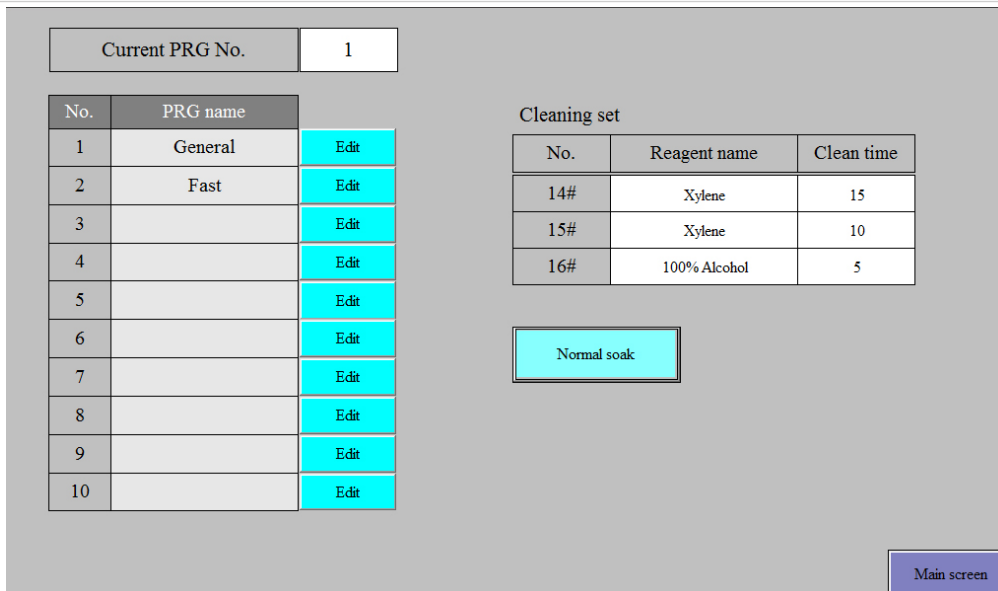 Current PRG No. 1
No. PRG name
1 General Edit
2 Fast Edit
3 Edit
4 Edit
5 Edit
6 Edit
7 Edit
8 Edit
9 Edit
10 Edit
Cleaning set
No. Reagent name Clean time
14# Xylene 15
15# Xylene 10
16# 100% Alcohol 5
Normal soak
Main screen